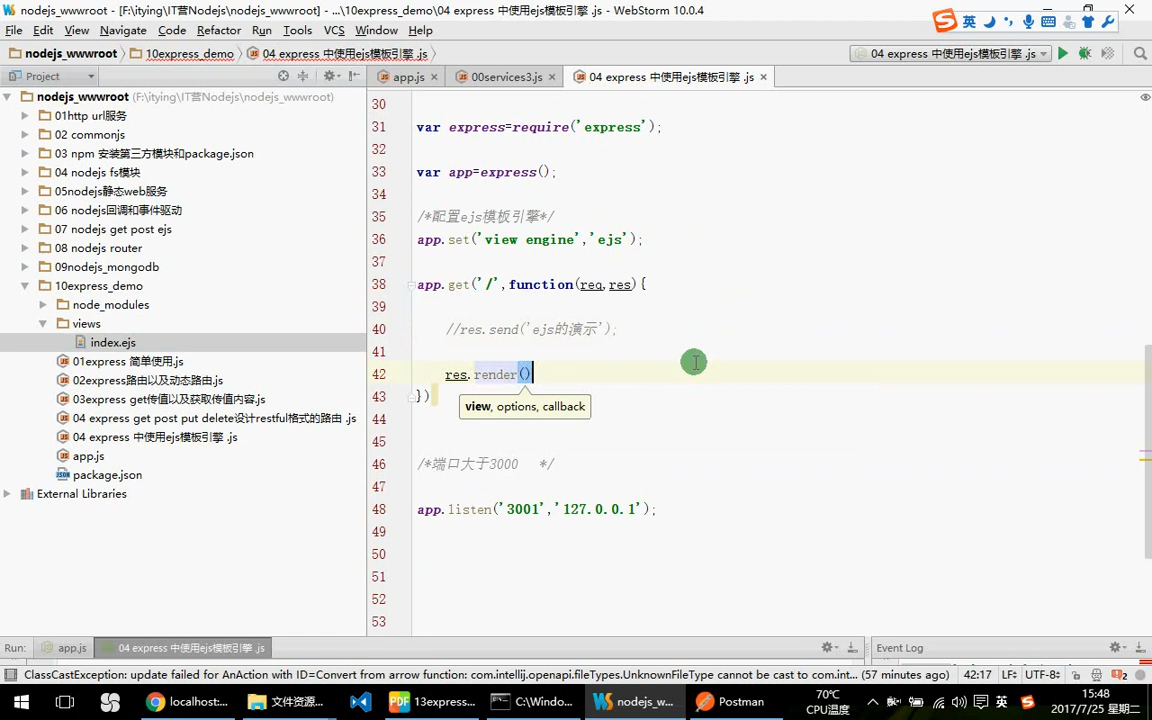 nodejs_wwwroot - [F:\itying\IT营Nodejs\nodejs_wwwroot] - ...\10express_demo\04 express 中使用ejs模板引擎 .js - WebStorm 10.0.4
File Edit View Navigate Code Refactor Run Tools VCS Window Help
英
nodejs_wwwroot 10express_demo 04 express 中使用ejs模板引擎 .js
04 express 中使用ejs模板引擎 .js
Project
app.js 00services3.js 04 express 中使用ejs模板引擎 .js
nodejs_wwwroot (F:\itying\IT营Nodejs\nodejs_wwwroot)
01http url服务
02 commonjs
03 npm 安装第三方模块和package.json
04 nodejs fs模块
05nodejs静态web服务
06 nodejs回调和事件驱动
07 nodejs get post ejs
08 nodejs router
09nodejs_mongodb
10express_demo
node_modules
views
index.ejs
01express 简单使用.js
02express路由以及动态路由.js
03express get传值以及获取传值内容.js
04 express get post put delete设计restful格式的路由 .js
04 express 中使用ejs模板引擎 .js
app.js
package.json
External Libraries
30
31 var express=require('express');
32
33 var app=express();
34
35 /*配置ejs模板引擎*/
36 app.set('view engine','ejs');
37
38 app.get('/',function(req,res){
39
40 //res.send('ejs的演示');
41
42 res.render()
43 })
view, options, callback
44
45
46 /*端口大于3000 */
47
48 app.listen('3001','127.0.0.1');
49
50
51
52
53
Run: app.js 04 express 中使用ejs模板引擎 .js
Event Log
ClassCastException: update failed for AnAction with ID=Convert from arrow function: com.intellij.openapi.fileTypes.UnknownFileType cannot be cast to com.int... (57 minutes ago)
42:17 LF÷ UTF-8÷
localhost:... 文件资源... 13express... C:\Windo... nodejs_w... Postman
70℃
CPU温度
英
15:48
2017/7/25 星期二